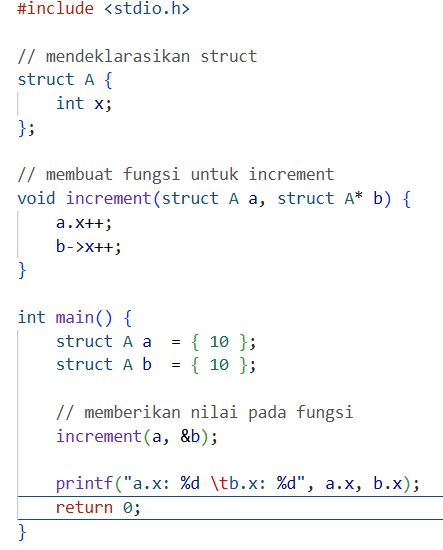 #include <stdio.h>
// mendeklarasikan struct
struct A {
    int x;
};
// membuat fungsi untuk increment
void increment(struct A a, struct A* b) {
    a.x++;
    b->x++;
}
int main() {
    struct A a  = { 10 };
    struct A b  = { 10 };
    // memberikan nilai pada fungsi
    increment(a, &b);
    printf("a.x: %d \tb.x: %d", a.x, b.x);
    return 0;
}